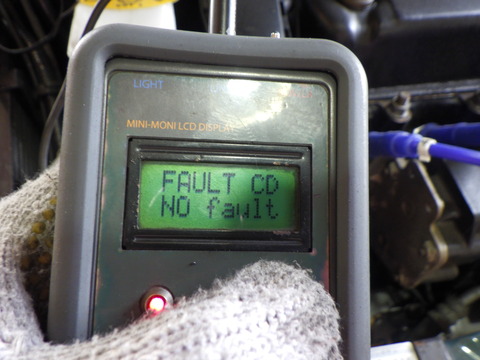 LIGHT
MINI-MONI LCD DISPLAY
FAULT CD
NO fault